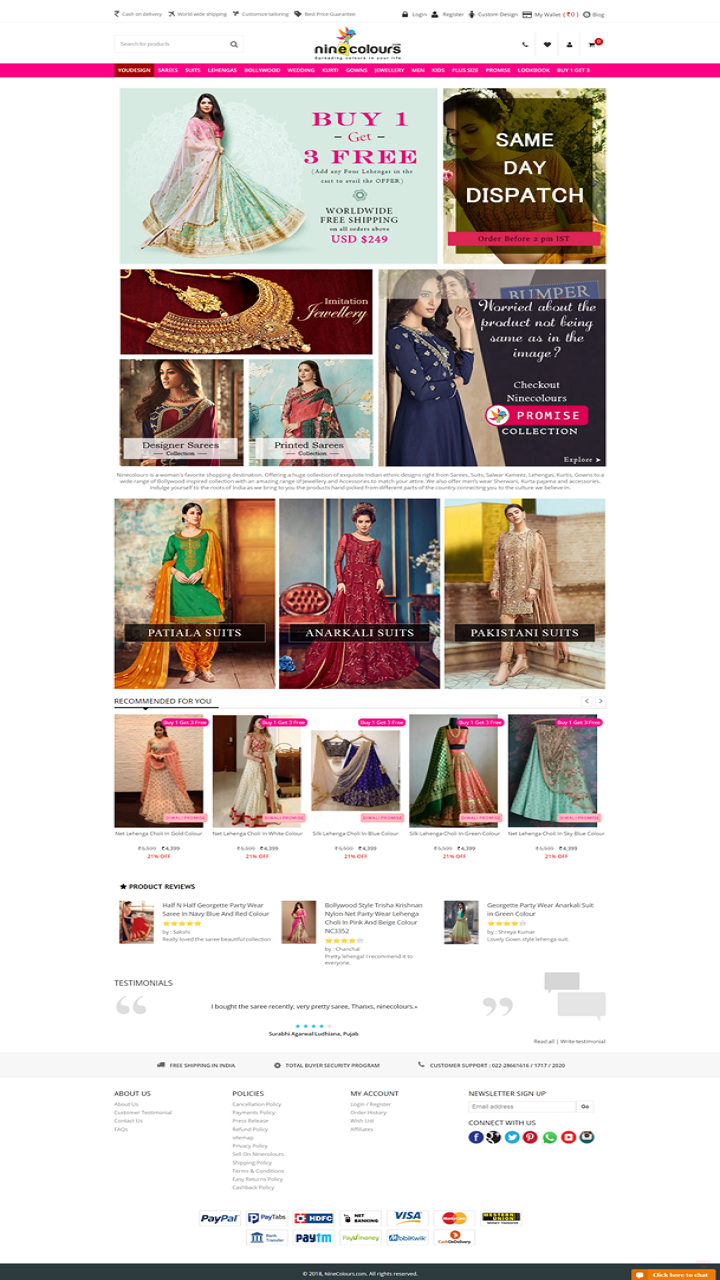 Cash on delivery World wide shipping Customize tailoring Best Price Guarantee Login Register Custom Design My Wallet ( ₹ 0 ) Blog
Search for products
ninecolours
Spreading colours in your life
0
YOUDESIGN SAREES SUITS LEHENGAS BOLLYWOOD WEDDING KURTI GOWNS JEWELLERY MEN KIDS PLUS SIZE PROMISE LOOKBOOK BUY 1 GET 3
BUY 1
Get
3 FREE
(Add any Four Lehengas in the
cart to avail the OFFER)
WORLDWIDE
FREE SHIPPING
on all orders above
USD $249
SAME
DAY
DISPATCH
Order Before 2 pm IST
Imitation
Jewellery
Designer Sarees
Collection
Printed Sarees
Collection
BUMPER
Worried about the
product not being
same as in the
image?
Checkout
Ninecolours
PROMISE
COLLECTION
Explore
Ninecolours is a woman's favorite shopping destination. Offering a huge collection of exquisite Indian ethnic designs right from Sarees, Suits, Salwar Kameez, Lehengas, Kurtis, Gowns to a
wide range of Bollywood inspired collection with an amazing range of Jewellery and Accessories to match your attire. We also offer men's wear Sherwani, Kurta pajama and accessories.
Indulge yourself to the roots of India as we bring to you the products hand-picked from different parts of the country connecting you to the culture we believe in.
PATIALA SUITS
ANARKALI SUITS
PAKISTANI SUITS
RECOMMENDED FOR YOU
Buy 1 Get 3 Free Buy 1 Get 3 Free Buy 1 Get 3 Free Buy 1 Get 3 Free Buy 1 Get 3 Free
DIWALI PROMISE DIWALI PROMISE DIWALI PROMISE DIWALI PROMISE DIWALI PROMISE
Net Lehenga Choli In Gold Colour Net Lehenga Choli In White Colour Silk Lehenga Choli In Blue Colour Silk Lehenga Choli In Green Colour Net Lehenga Choli In Sky Blue Colour
₹5,599 ₹4,399 ₹5,599 ₹4,399 ₹5,599 ₹4,399 ₹5,599 ₹4,399 ₹5,599 ₹4,399
21% OFF 21% OFF 21% OFF 21% OFF 21% OFF
PRODUCT REVIEWS
Half N Half Georgette Party Wear
Saree In Navy Blue And Red Colour
by : Sakshi
Really loved the saree beautiful collection
Bollywood Style Trisha Krishnan
Nylon Net Party Wear Lehenga
Choli In Pink And Beige Colour
NC3352
by : Chanchal
Pretty lehenga! I recommend it to
everyone.
Georgette Party Wear Anarkali Suit
in Green Colour
by : Shreya Kumar
Lovely Gown style lehenga suit.
TESTIMONIALS
I bought the saree recently, very pretty saree, Thanxs, ninecolours.»
Surabhi Agarwal Ludhiana, Pujab
Read all | Write testimonial
FREE SHIPPING IN INDIA TOTAL BUYER SECURITY PROGRAM CUSTOMER SUPPORT : 022-28661616 / 1717 / 2020
ABOUT US
About Us
Customer Testimonial
Contact Us
FAQs
POLICIES
Cancellation Policy
Payments Policy
Press Release
Refund Policy
sitemap
Privacy Policy
Sell On Ninecolours
Shipping Policy
Terms & Conditions
Easy Returns Policy
Cashback Policy
MY ACCOUNT
Login / Register
Order History
Wish List
Affiliates
NEWSLETTER SIGN UP
Email address Go
CONNECT WITH US
PayPal PayTabs HDFC NET BANKING VISA MasterCard WESTERN UNION
Bank Transfer Paytm PayUmoney MobiKwik CashOnDelivery
© 2018, NineColours.com. All rights reserved.
Click here to chat